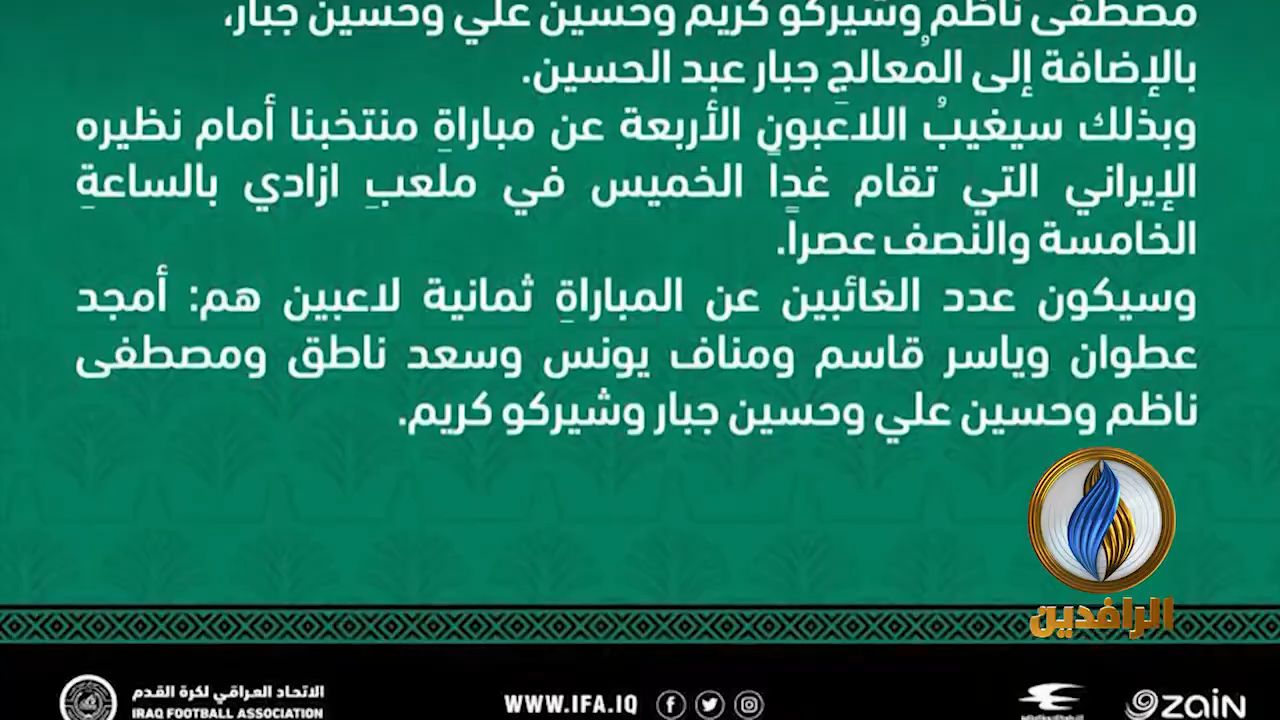 مصطفى ناظم وشيركو كريم وحسين علي وحسين جبار،
بالإضافة إلى المُعالجِ جبار عبد الحسين.
وبذلك سيغيبُ اللاعبون الأربعة عن مباراةِ منتخبنا أمام نظيره
الإيراني التي تقام غداً الخميس في ملعبِ ازادي بالساعةِ
الخامسة والنصف عصراً.
وسيكون عدد الغائبين عن المباراةِ ثمانية لاعبين هم: أمجد
عطوان وياسر قاسم ومناف يونس وسعد ناطق ومصطفى
ناظم وحسين علي وحسين جبار وشيركو كريم.
الرافدين
الاتحاد العراقي لكرة القدم
IRAQ FOOTBALL ASSOCIATION
WWW.IFA.IQ
zain